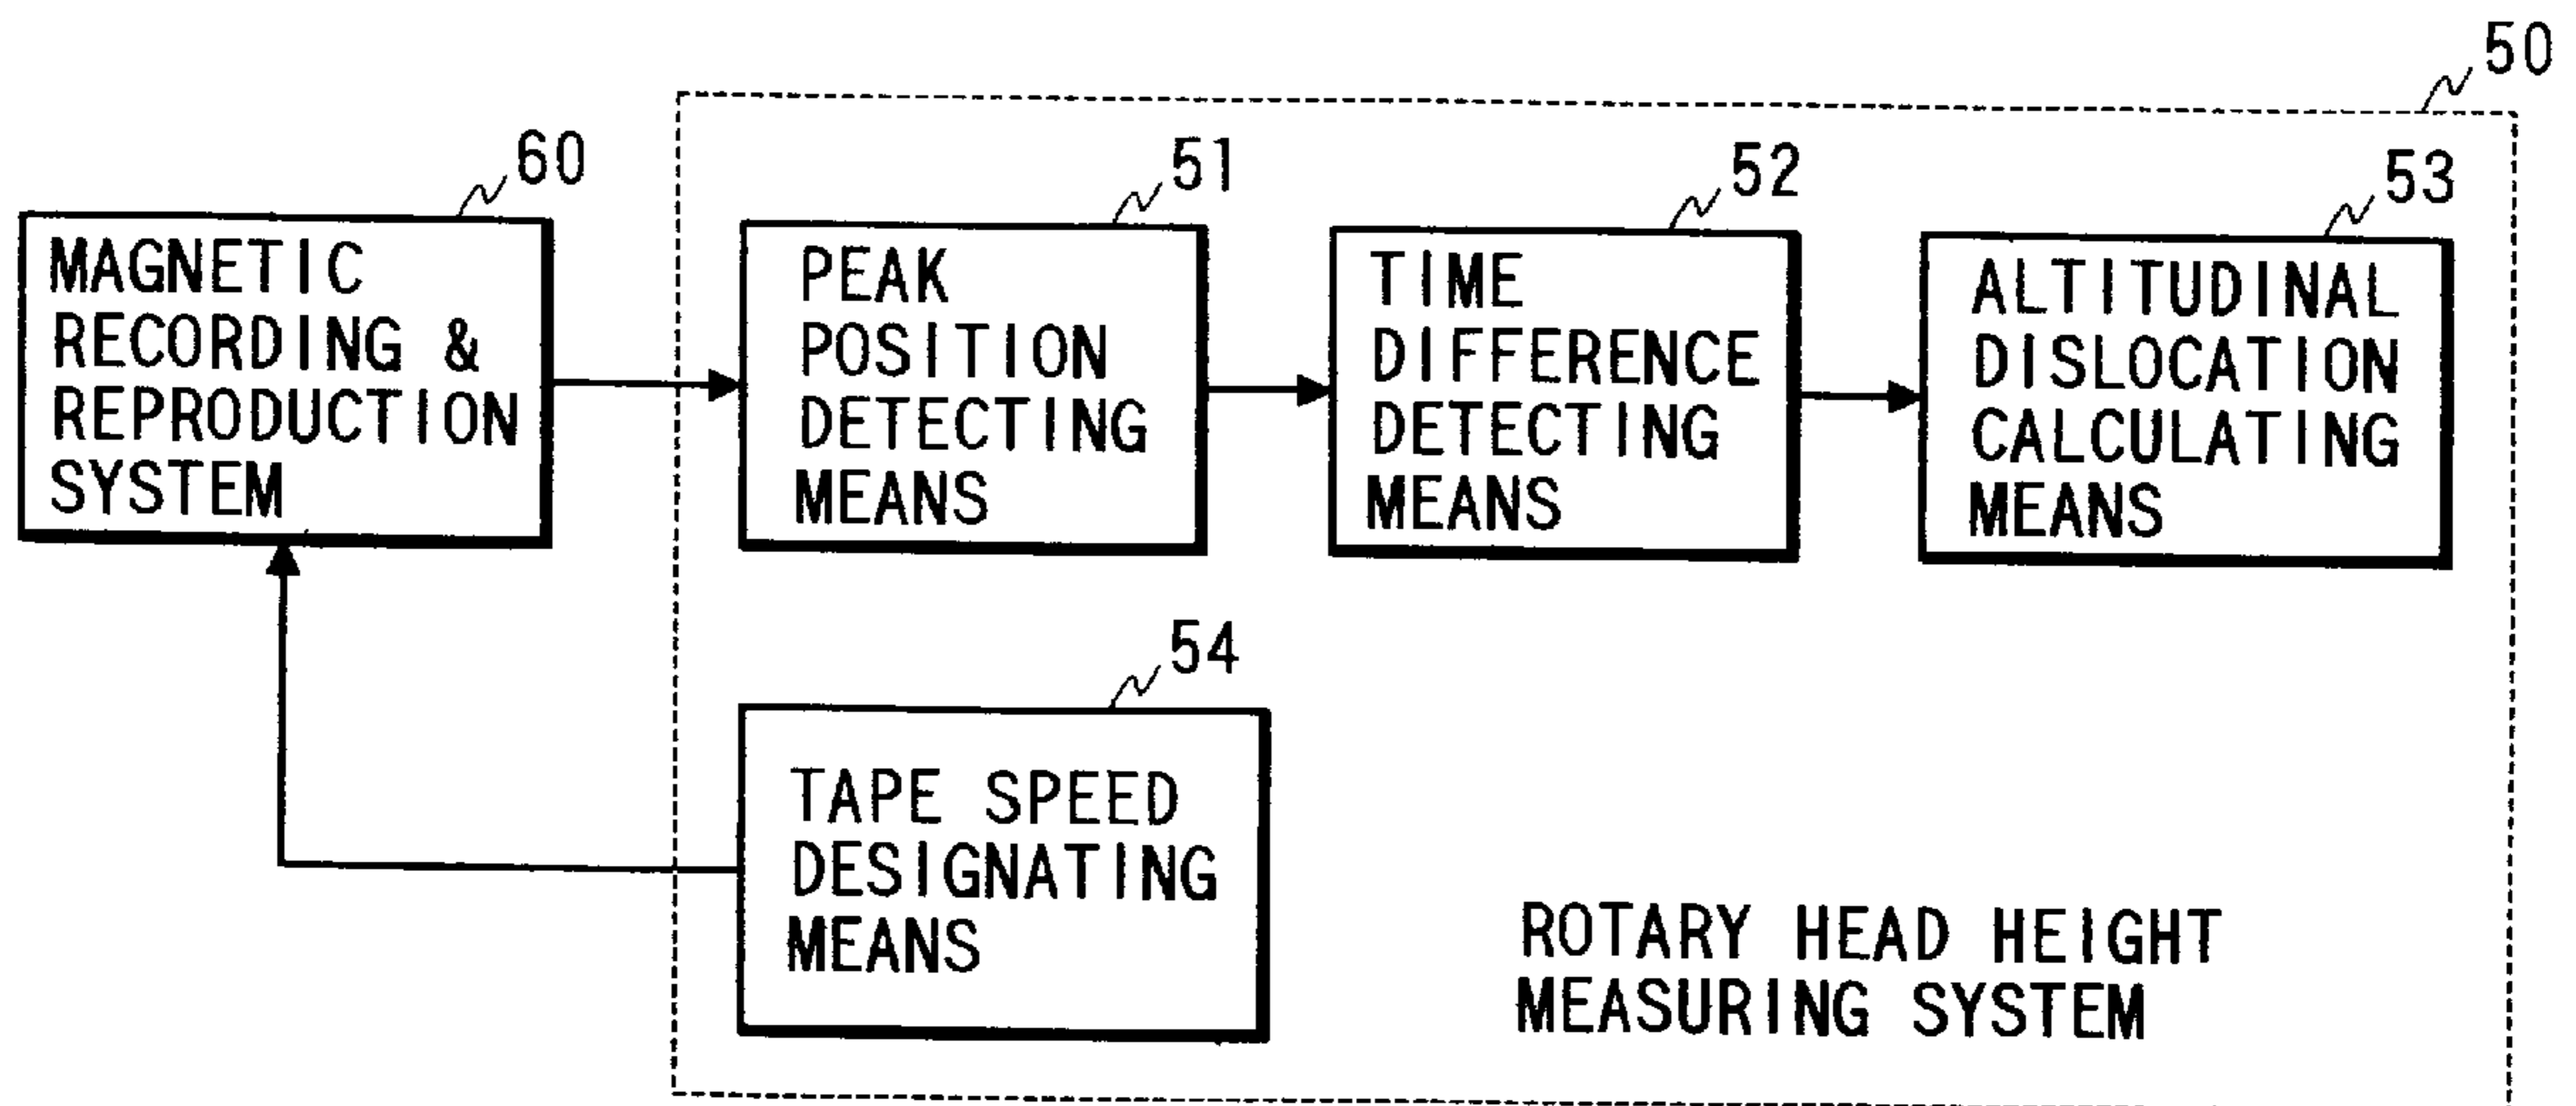 50
60
MAGNETIC
RECORDING &
REPRODUCTION
SYSTEM
51
PEAK
POSITION
DETECTING
MEANS
52
TIME
DIFFERENCE
DETECTING
MEANS
53
ALTITUDINAL
DISLOCATION
CALCULATING
MEANS
54
TAPE SPEED
DESIGNATING
MEANS
ROTARY HEAD HEIGHT
MEASURING SYSTEM